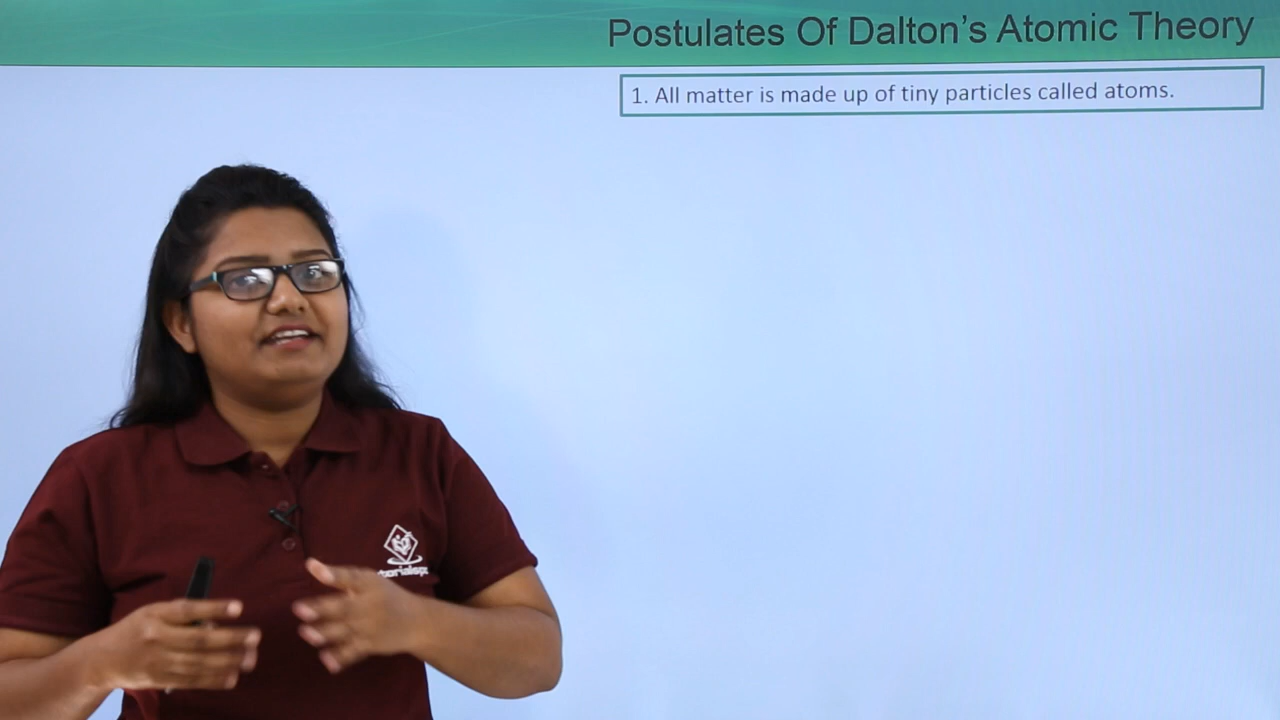 Postulates Of Dalton's Atomic Theory
1. All matter is made up of tiny particles called atoms.